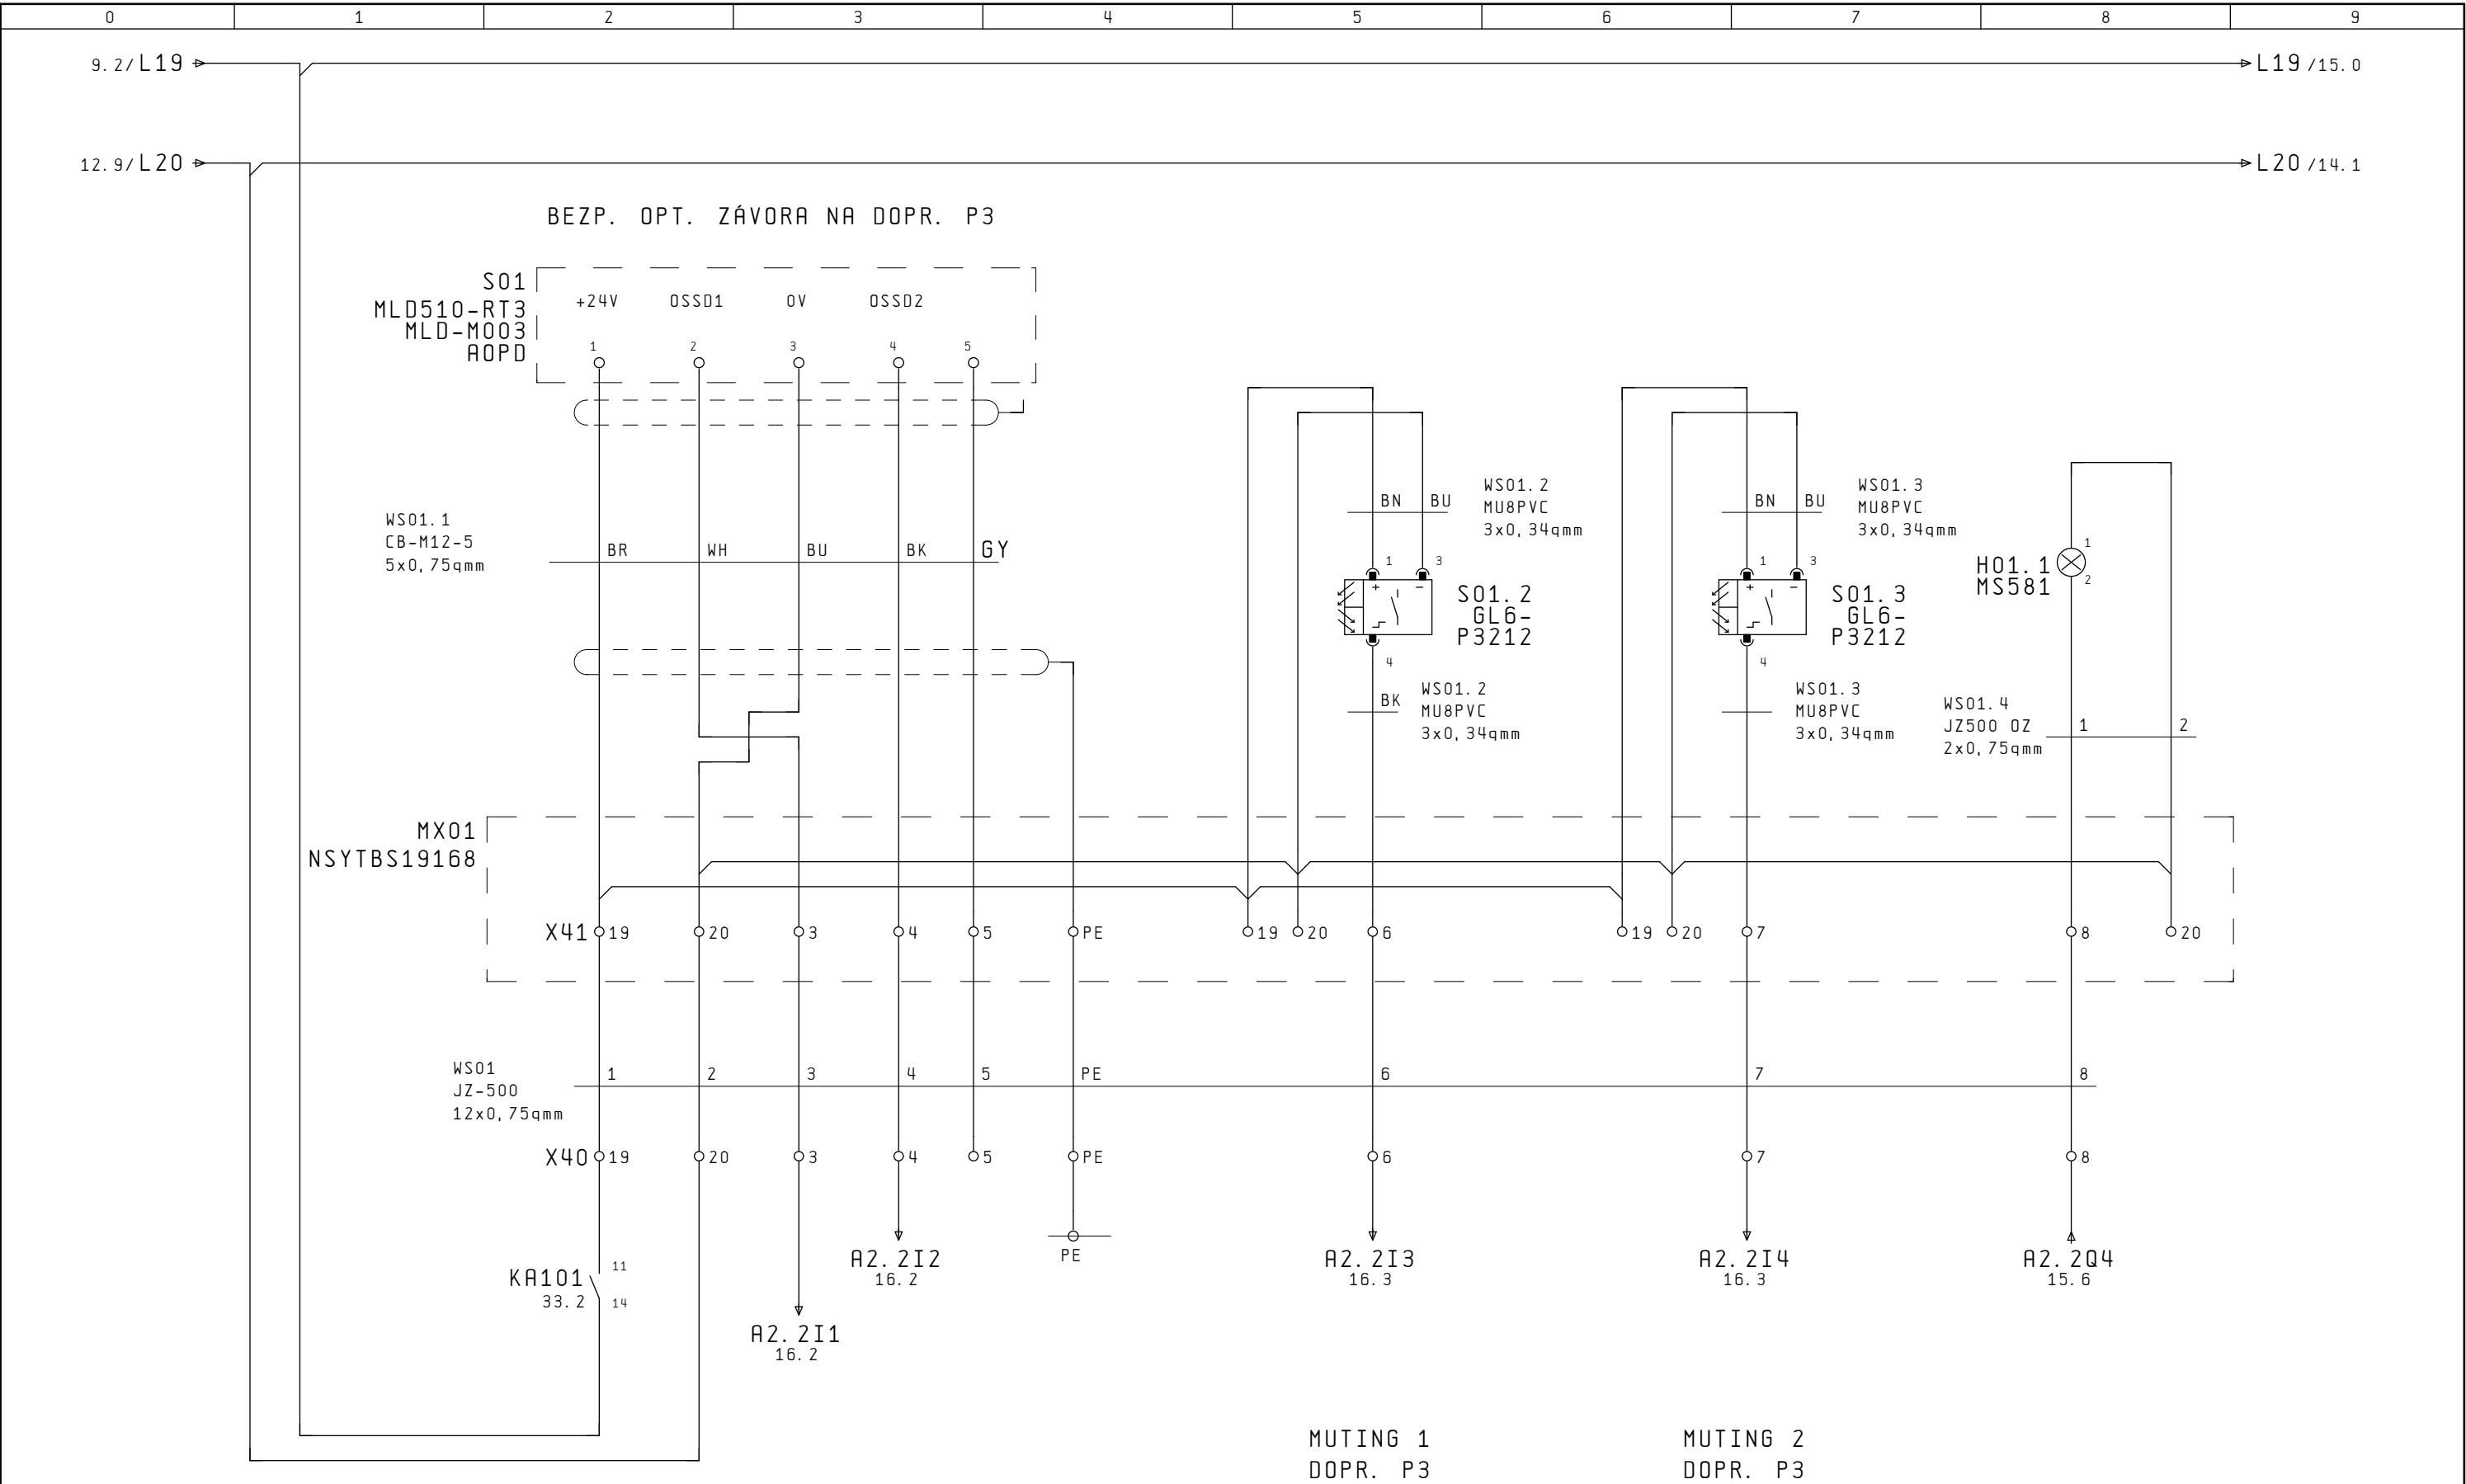 0 1 2 3 4 5 6 7 8 9
9.2/L19 L19/15.0
12.9/L20 L20/14.1
BEZP. OPT. ZÁVORA NA DOPR. P3
S01
MLD510-RT3
MLD-M003
AOPD
+24V OSSD1 0V OSSD2
1 2 3 4 5
WS01.1
CB-M12-5
5x0,75qmm
BR WH BU BK GY
BN BU
WS01.2
MU8PVC
3x0,34qmm
1 3
+ -
S01.2
GL6-
P3212
4
BK
WS01.2
MU8PVC
3x0,34qmm
BN BU
WS01.3
MU8PVC
3x0,34qmm
1 3
+ -
S01.3
GL6-
P3212
4
WS01.3
MU8PVC
3x0,34qmm
H01.1
MS581
1
2
WS01.4
JZ500 OZ
2x0,75qmm
1 2
MX01
NSYTBS19168
X41 19 20 3 4 5 PE 19 20 6 19 20 7 8 20
WS01
JZ-500
12x0,75qmm
1 2 3 4 5 PE 6 7 8
X40 19 20 3 4 5 PE 6 7 8
KA101
33.2
11
14
A2.2I1
16.2
A2.2I2
16.2
PE
A2.2I3
16.3
A2.2I4
16.3
A2.2Q4
15.6
MUTING 1
DOPR. P3
MUTING 2
DOPR. P3